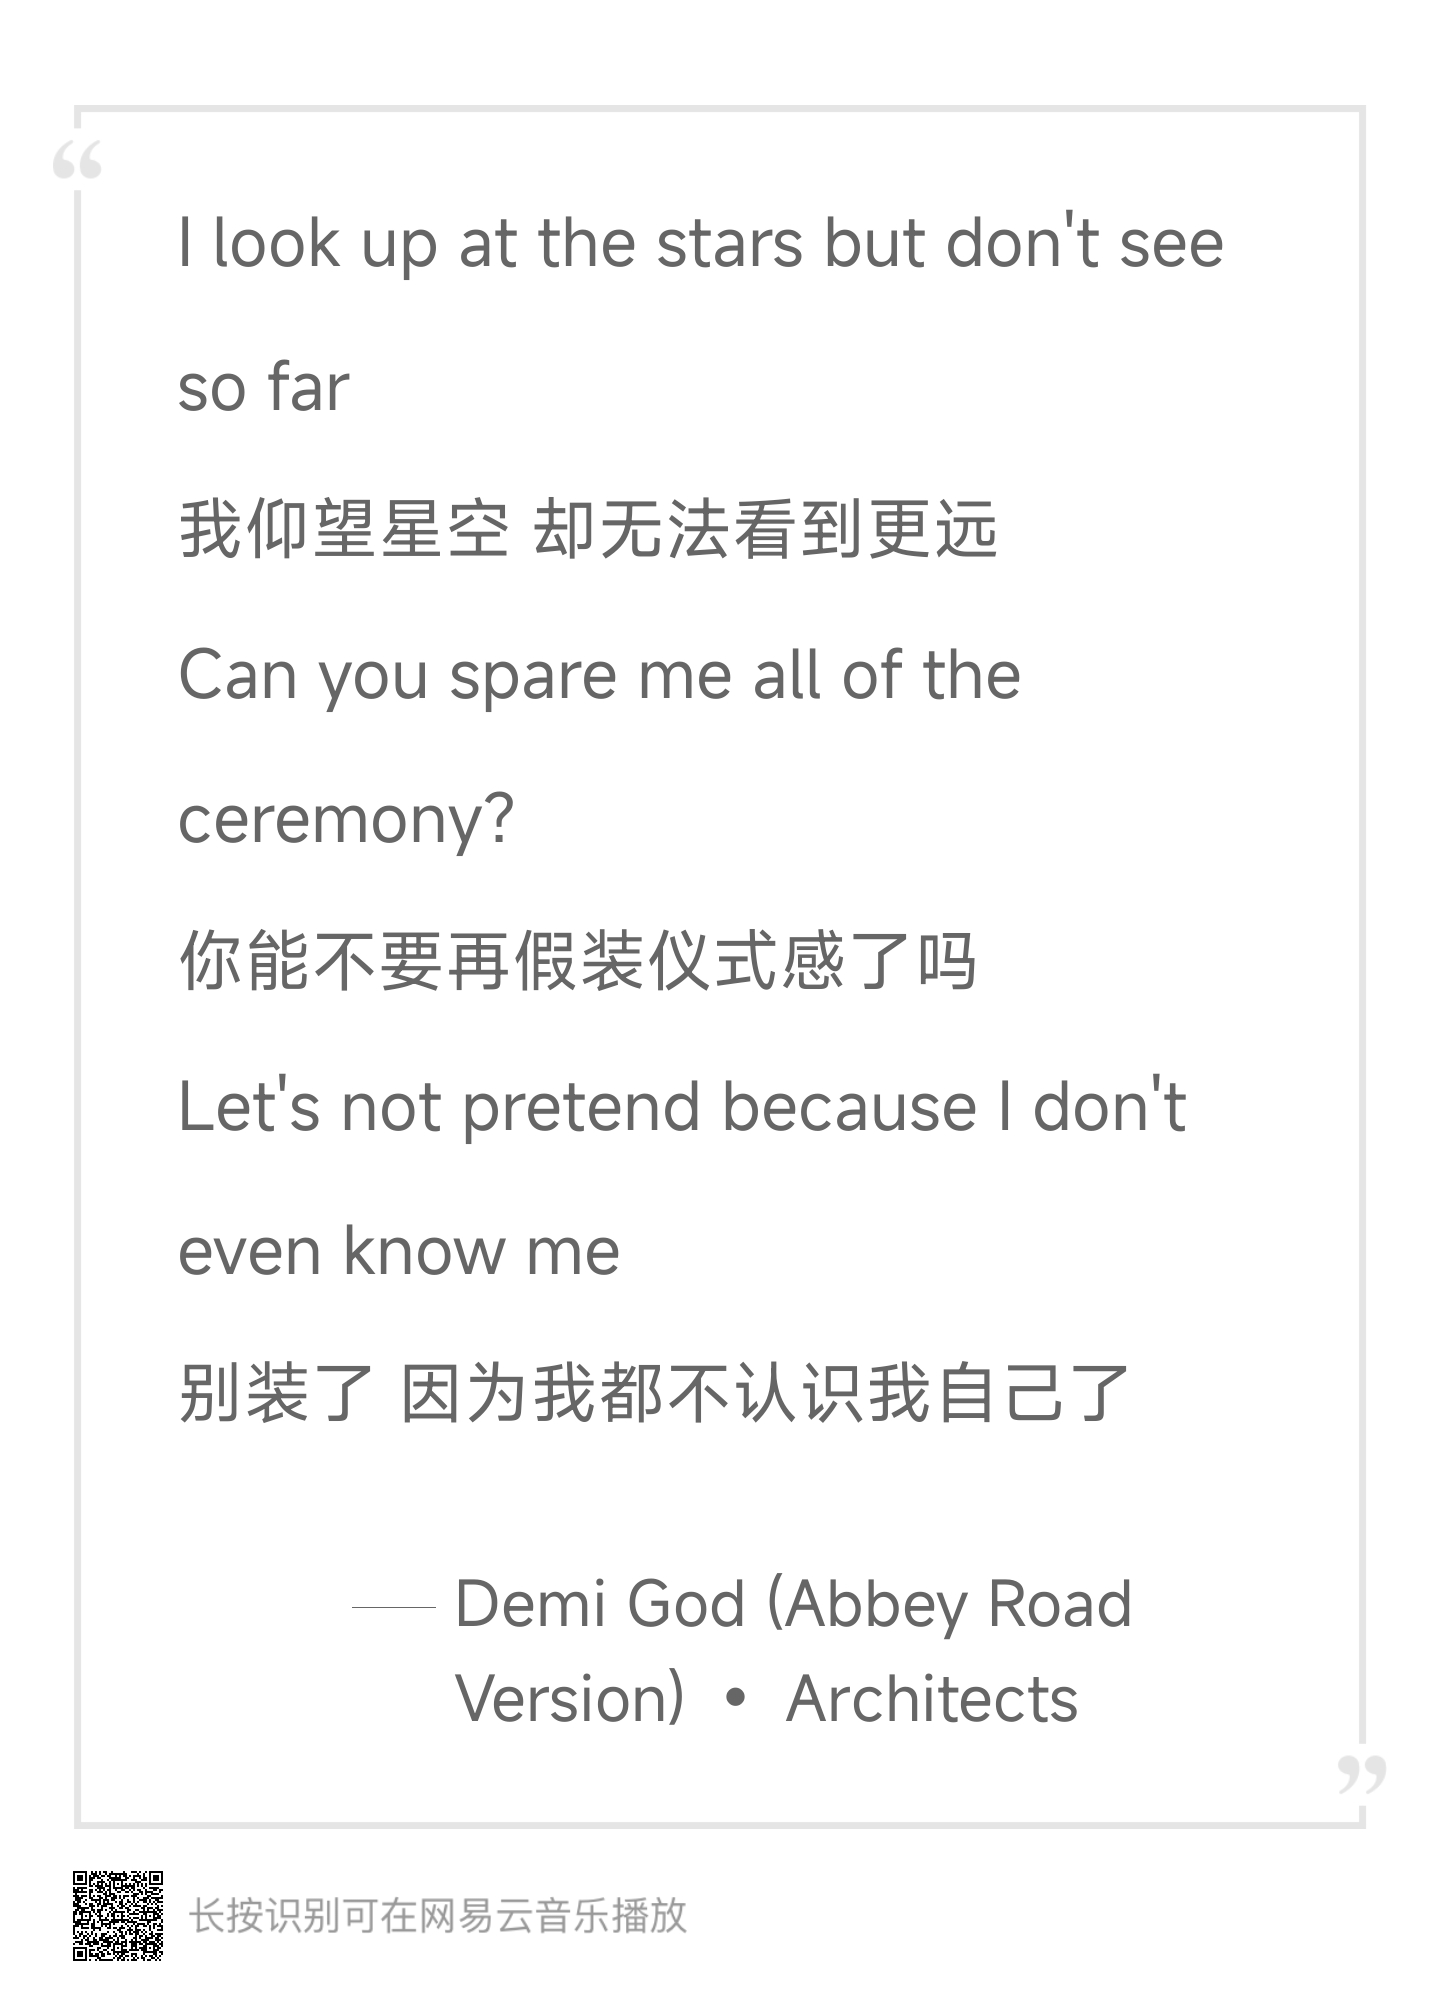 “
I look up at the stars but don't see
so far
我仰望星空 却无法看到更远
Can you spare me all of the
ceremony?
你能不要再假装仪式感了吗
Let's not pretend because I don't
even know me
别装了 因为我都不认识我自己了
—— Demi God (Abbey Road
Version) • Architects
”
长按识别可在网易云音乐播放